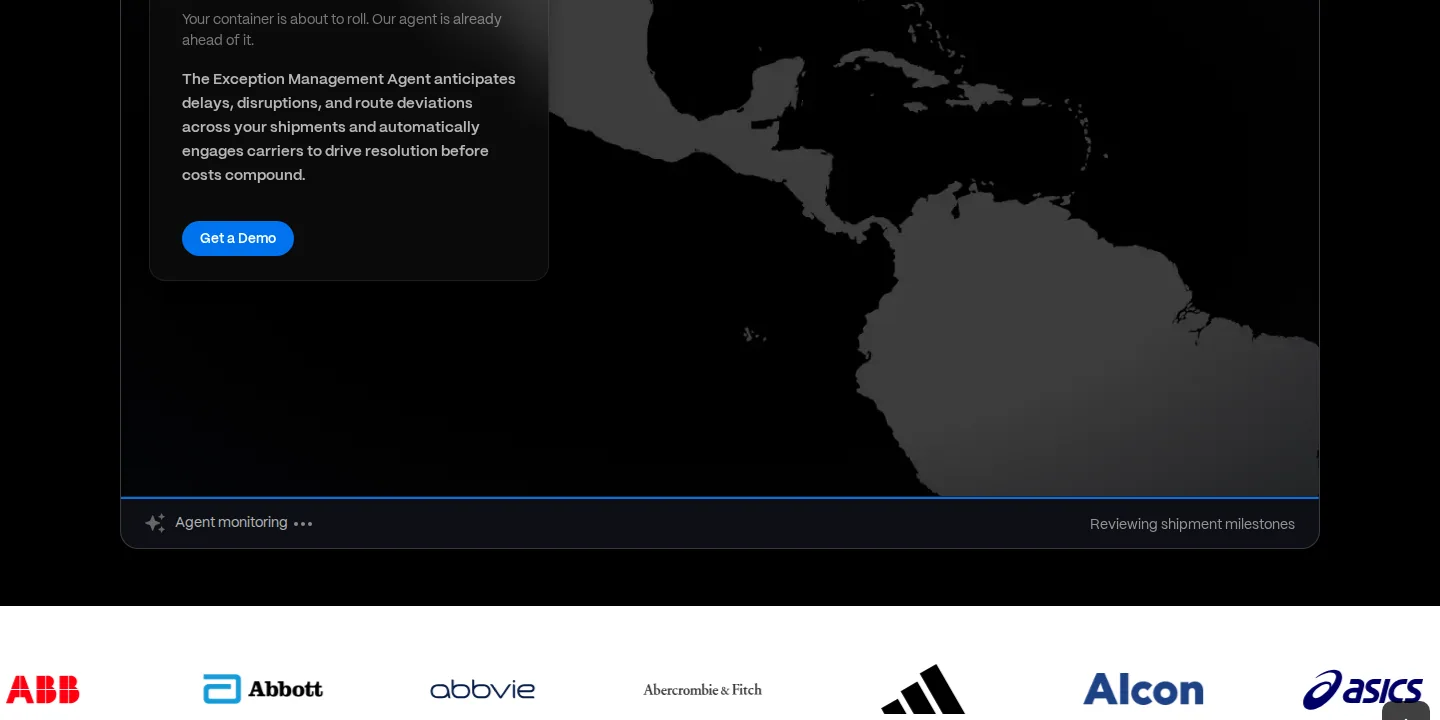 Your container is about to roll. Our agent is already
ahead of it.
The Exception Management Agent anticipates
delays, disruptions, and route deviations
across your shipments and automatically
engages carriers to drive resolution before
costs compound.
Get a Demo
Agent monitoring
Reviewing shipment milestones
ABB
Abbott
abbvie
Abercrombie & Fitch
Alcon
asics